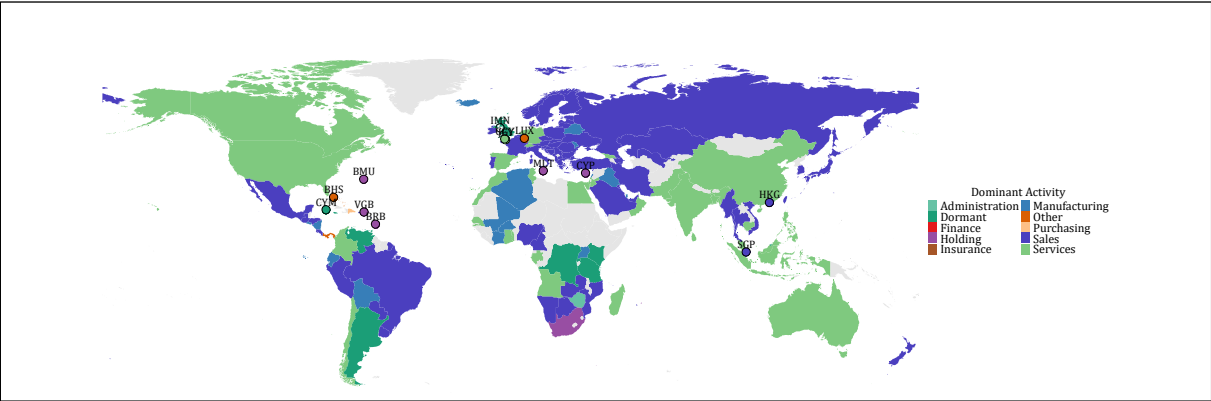 IMN
LUX
MLT
CYP
BMU
BHS
CYM
VGB
BRB
HKG
SGP
Dominant Activity
Administration
Manufacturing
Dormant
Other
Finance
Purchasing
Holding
Sales
Insurance
Services